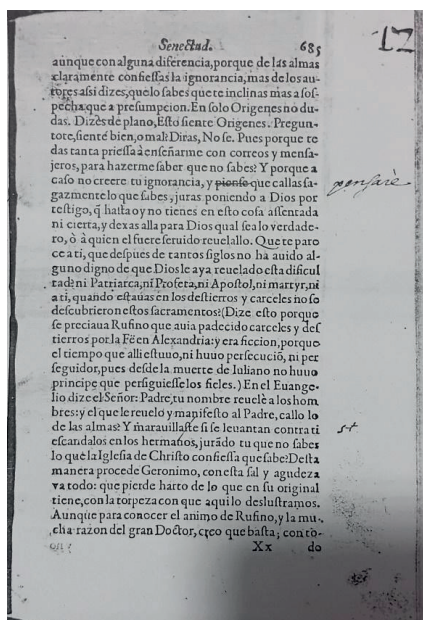 Senectud. 685
12
aunque con alguna diferencia, porque de las almas
claramente confiessas la ignorancia, mas de los au-
tores assi dizes, que lo sabes que te inclinas mas a sos-
pecha que a presumpcion. En solo Origenes no du-
das. Dizes de plano, Esto siente Origenes. Pregun-
tote, siente bien, o mal? Diras, No se. Pues porque te
das tanta priessa à enseñarme con correos y mensa-
jeros, para hazerme saber que no sabes? Y porque a
caso no creere tu ignorancia, y pienso que callas sa-
pensarè
gazmente lo que sabes, juras poniendo a Dios por
testigo, q̃ hasta oy no tienes en esto cosa assentada
ni cierta, y dexas alla para Dios qual sea lo verdade-
ro, ò à quien el fuere seruido reuelallo. Que te pare
ce a ti, que despues de tantos siglos no ha auido al-
guno digno de que Dios le aya reuelado esta dificul
tad? ni Patriarca, ni Profeta, ni Apostol, ni martyr, ni
a ti, quando estauas en los destierros y carceles no se
descubrieron estos sacramentos? (Dize esto porque
se preciaua Rufino que auia padecido carceles y des
tierros por la Fè en Alexandria: y era ficcion, porque
el tiempo que alli estuuo, ni huuo persecuciõ, ni per
seguidor, pues desde la muerte de Iuliano no huuo
principe que persiguiesse los fieles.) En el Euange-
lio dize el Señor: Padre, tu nombre reuelè a los hom
bres: y el que le reuelo y manifesto al Padre, callo lo
de las almas? Y marauillaste si se leuantan contra ti
escandalos en los hermanos, jurãdo tu que no sabes
lo que la Iglesia de Christo confiessa que sabe? Desta
manera procede Geronimo, con esta sal y agudeza
va todo: que pierde harto de lo que en su original
tiene, con la torpeza con que aqui lo deslustramos.
Aunque para conocer el animo de Rufino, y la mu-
cha razon del gran Doctor, creo que basta; con to-
Xx do